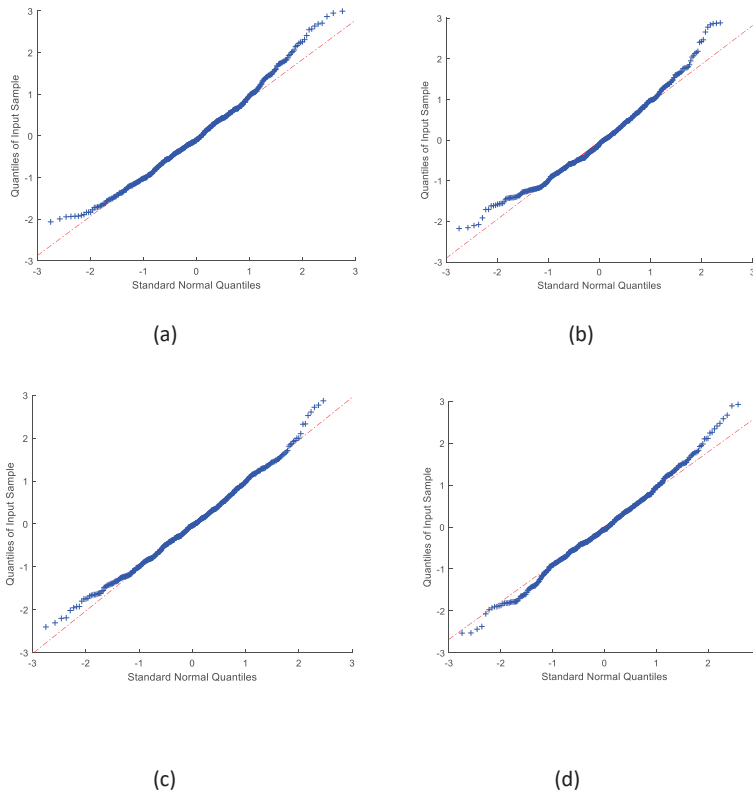 3
2
1
0
-1
-2
-3
-3 -2 -1 0 1 2 3
Quantiles of Input Sample
Standard Normal Quantiles
(a)
3
2
1
0
-1
-2
-3
-3 -2 -1 0 1 2 3
Quantiles of Input Sample
Standard Normal Quantiles
(b)
3
2
1
0
-1
-2
-3
-3 -2 -1 0 1 2 3
Quantiles of Input Sample
Standard Normal Quantiles
(c)
3
2
1
0
-1
-2
-3
-3 -2 -1 0 1 2
Quantiles of Input Sample
Standard Normal Quantiles
(d)